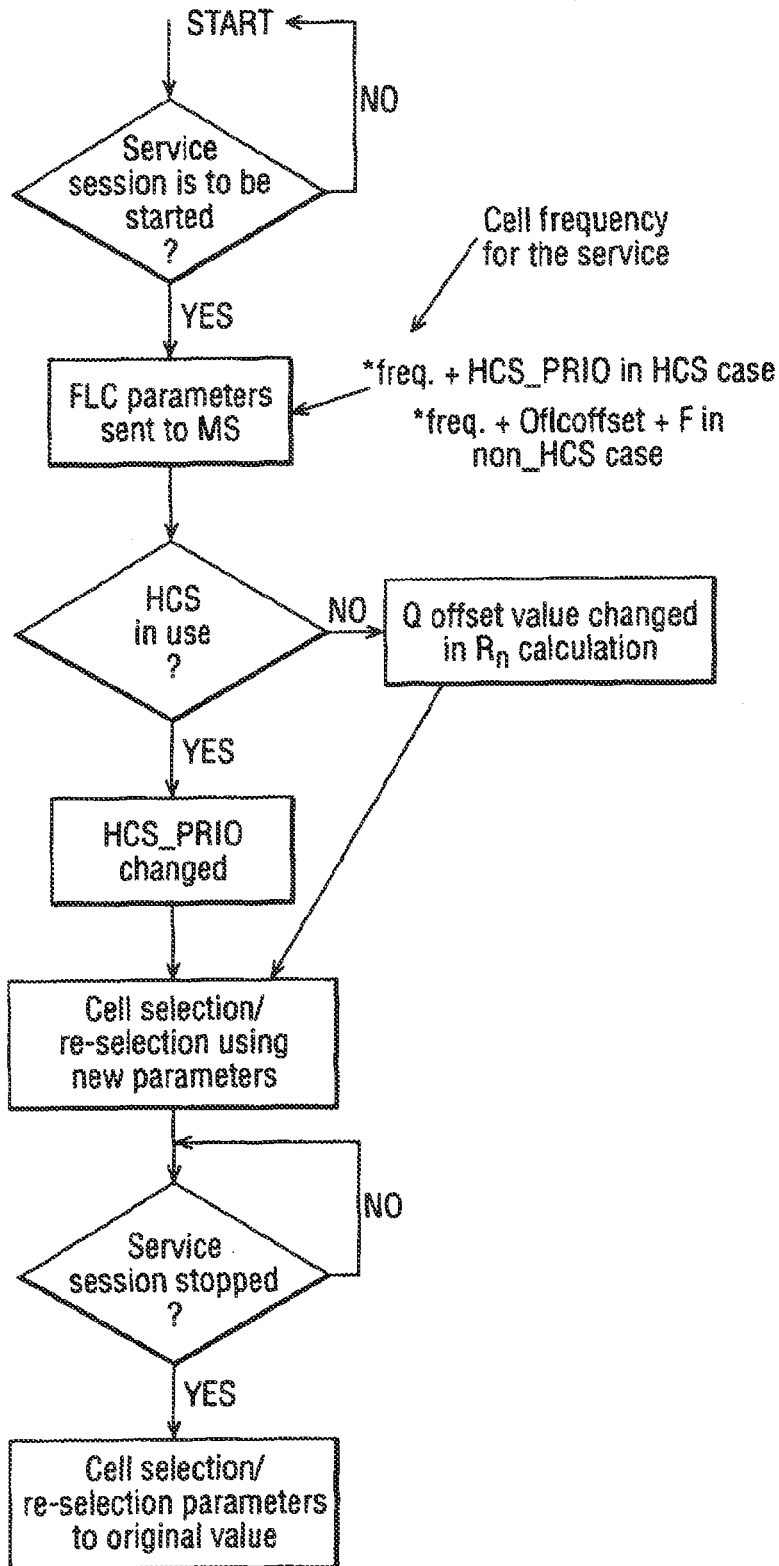 START
NO
Service
session is to be
started
?
YES
Cell frequency
for the service
FLC parameters
sent to MS
*freq. + HCS_PRIO in HCS case
*freq. + Oflcoffset + F in
non_HCS case
HCS
in use
?
NO
Q offset value changed
in Rn calculation
YES
HCS_PRIO
changed
Cell selection/
re-selection using
new parameters
NO
Service
session stopped
?
YES
Cell selection/
re-selection parameters
to original value